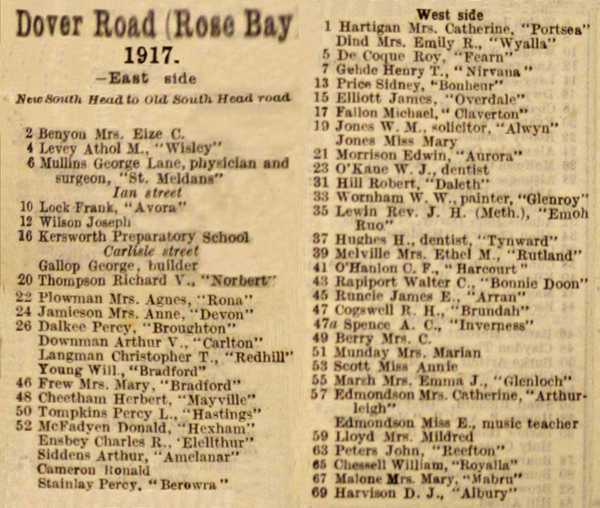 Dover Road (Rose Bay
1917.
—East side
New South Head to Old South Head road
2 Benyon Mrs. Eize C.
4 Levey Athol M., "Wisley"
6 Mullins George Lane, physician and
surgeon, "St. Meldans"
Ian street
10 Lock Frank, "Avora"
12 Wilson Joseph
16 Kersworth Preparatory School
Carlisle street
Gallop George, builder
20 Thompson Richard V., "Norbert"
22 Plowman Mrs. Agnes, "Rona"
24 Jamieson Mrs. Anne, "Devon"
26 Dalkee Percy, "Broughton"
Downman Arthur V., "Carlton"
Langman Christopher T., "Redhill"
Young Will., "Bradford"
46 Frew Mrs. Mary, "Bradford"
48 Cheetham Herbert, "Mayville"
50 Tompkins Percy L., "Hastings"
52 McFadyen Donald, "Hexham"
Ensbey Charles R., 'Elellthur"
Siddens Arthur, "Amelanar"
Cameron Ronald
Stainlay Percy, "Berowra"
West side
1 Hartigan Mrs. Catherine, "Portsea"
Dind Mrs. Emily R., "Wyalla"
5 De Coque Roy, "Fearn"
7 Gehde Henry T., "Nirvana"
13 Price Sidney, "Bonheur"
15 Elliott James, "Overdale"
17 Fallon Michael, "Claverton"
19 Jones W. M., solicitor, "Alwyn"
Jones Miss Mary
21 Morrison Edwin, "Aurora"
23 O'Kane W. J., dentist
31 Hill Robert, "Daleth"
33 Wornham W. W., painter, "Glenroy"
35 Lewin Rev. J. H. (Meth.), "Emoh
Ruo"
37 Hughes H., dentist, "Tynward"
39 Melville Mrs. Ethel M., "Rutland"
41 O'Hanlon C. F., "Harcourt"
43 Rapiport Walter C., "Bonnie Doon"
45 Runcie James E., "Arran"
47 Cogswell R. H., "Brundah"
47a Spence A. C., "Inverness"
49 Berry Mrs. C.
51 Munday Mrs. Marian
53 Scott Miss Annie
55 Marsh Mrs. Emma J., "Glenloch"
57 Edmondson Mrs. Catherine, "Arthur-
leigh"
Edmondson Miss E., music teacher
59 Lloyd Mrs. Mildred
63 Peters John, "Reefton"
65 Chessell William, "Royalla"
67 Malone Mrs. Mary, "Mabru"
69 Harvison D. J., "Albury"